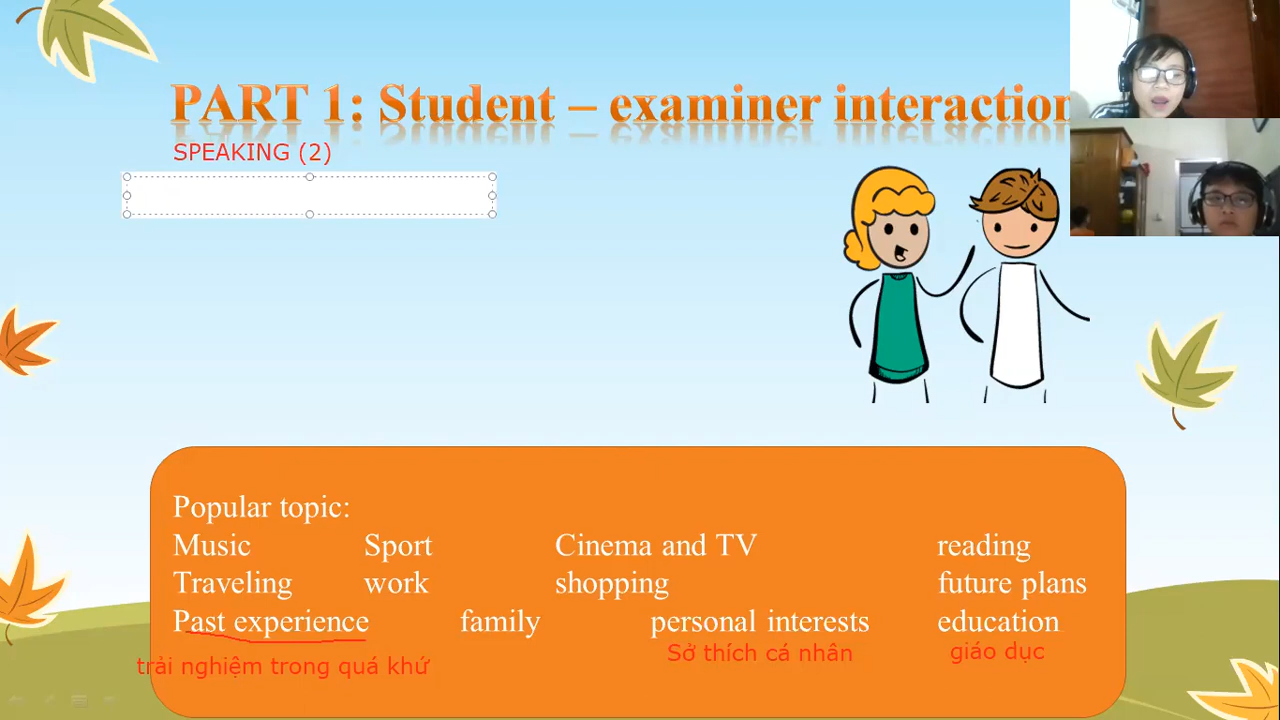 PART 1: Student – examiner interaction
SPEAKING (2)
Popular topic:
Music Sport Cinema and TV reading
Traveling work shopping future plans
Past experience family personal interests education
trải nghiệm trong quá khứ Sở thích cá nhân giáo dục